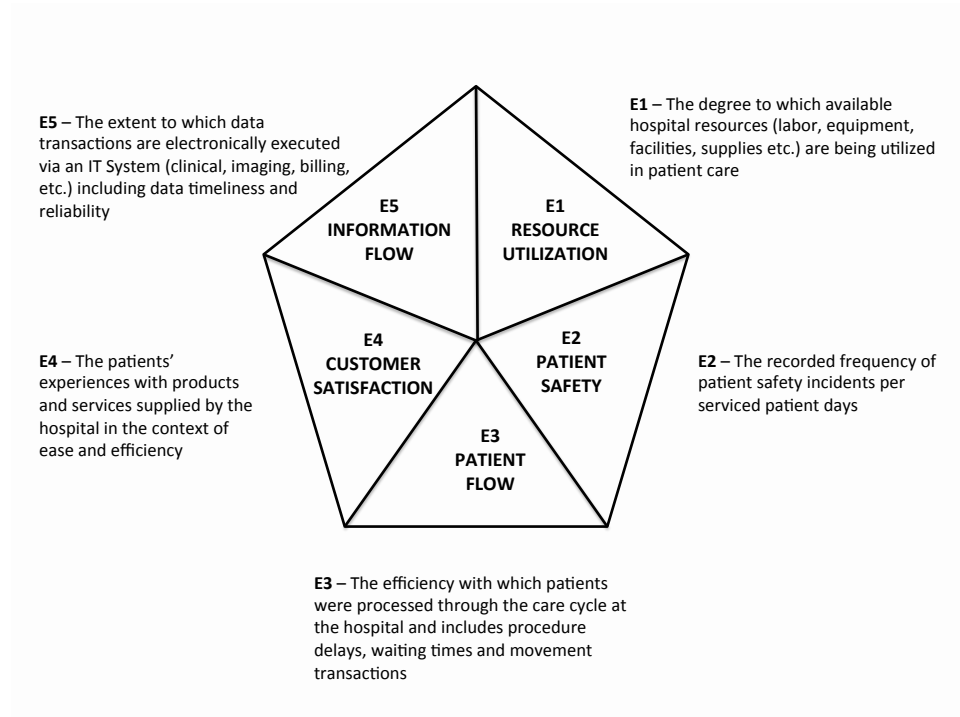 E5 – The extent to which data
transactions are electronically executed
via an IT System (clinical, imaging, billing,
etc.) including data timeliness and
reliability
E1 – The degree to which available
hospital resources (labor, equipment,
facilities, supplies etc.) are being utilized
in patient care
E5
INFORMATION
FLOW
E1
RESOURCE
UTILIZATION
E4
CUSTOMER
SATISFACTION
E2
PATIENT
SAFETY
E3
PATIENT
FLOW
E4 – The patients’
experiences with products
and services supplied by the
hospital in the context of
ease and efficiency
E2 – The recorded frequency of
patient safety incidents per
serviced patient days
E3 – The efficiency with which patients
were processed through the care cycle at
the hospital and includes procedure
delays, waiting times and movement
transactions